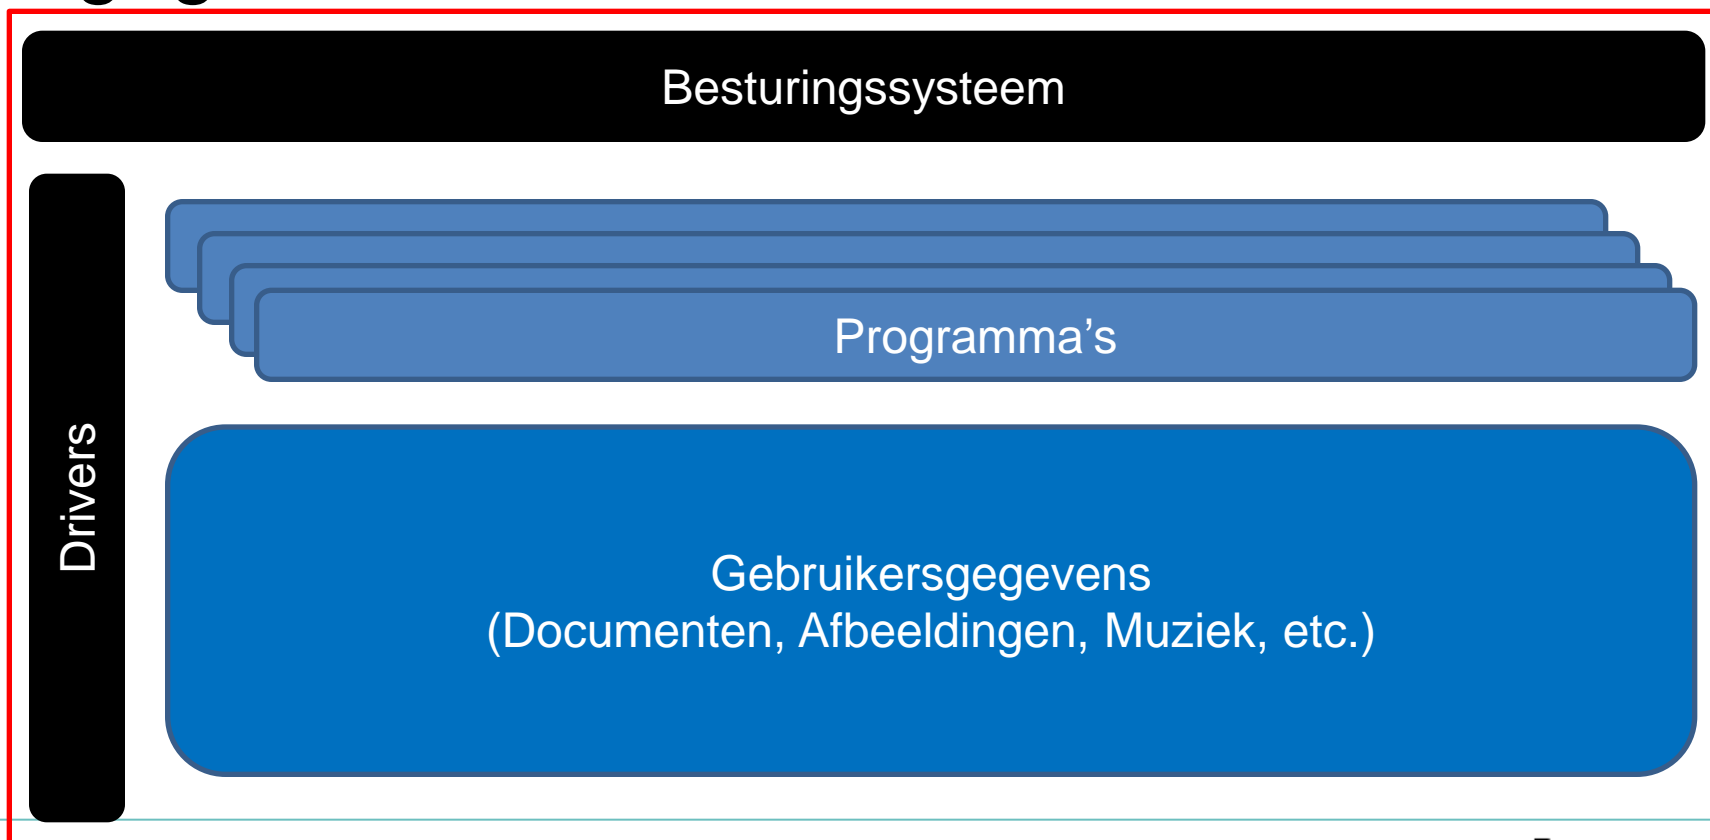 Besturingssysteem
Programma’s
Drivers
Gebruikersgegevens
(Documenten, Afbeeldingen, Muziek, etc.)